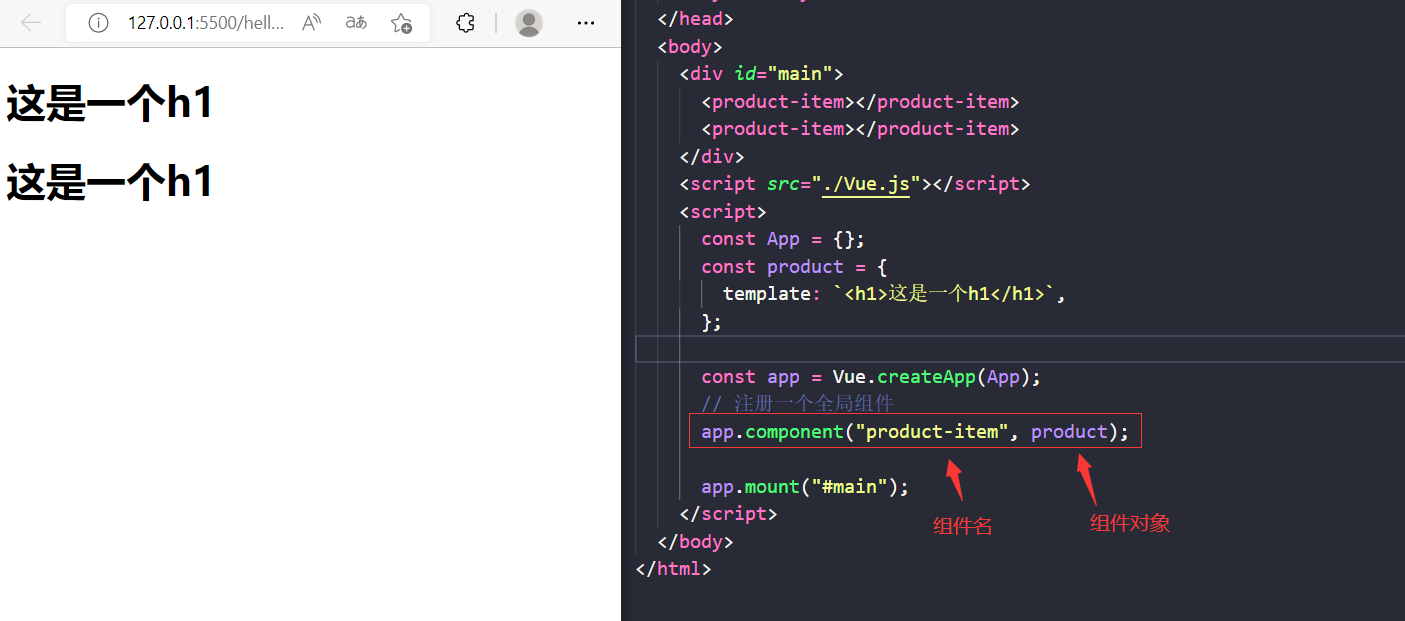 127.0.0.1:5500/hell...
这是一个h1
这是一个h1
</head>
<body>
<div id="main">
<product-item></product-item>
<product-item></product-item>
</div>
<script src="./Vue.js"></script>
<script>
const App = {};
const product = {
template: `<h1>这是一个h1</h1>`,
};
const app = Vue.createApp(App);
// 注册一个全局组件
app.component("product-item", product);
app.mount("#main");
</script>
组件名
组件对象
</body>
</html>